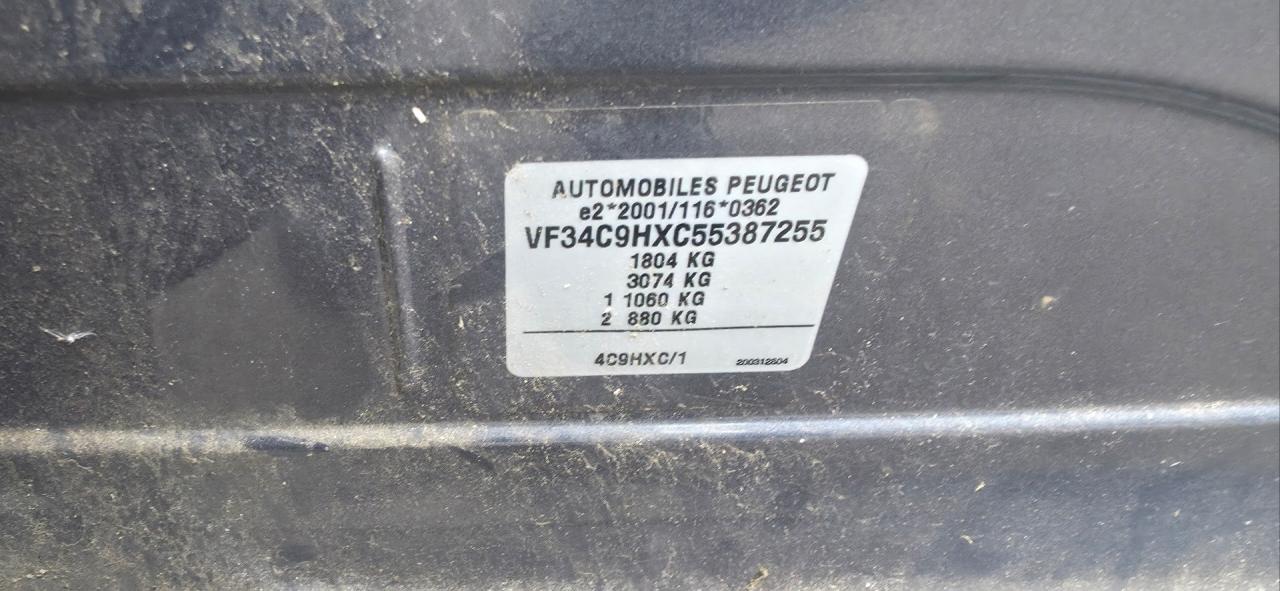 AUTOMOBILES PEUGEOT
e2*2001/116*0362
VF34C9HXC55387255
1804 KG
3074 KG
1 1060 KG
2 880 KG
4C9HXC/1
200312804